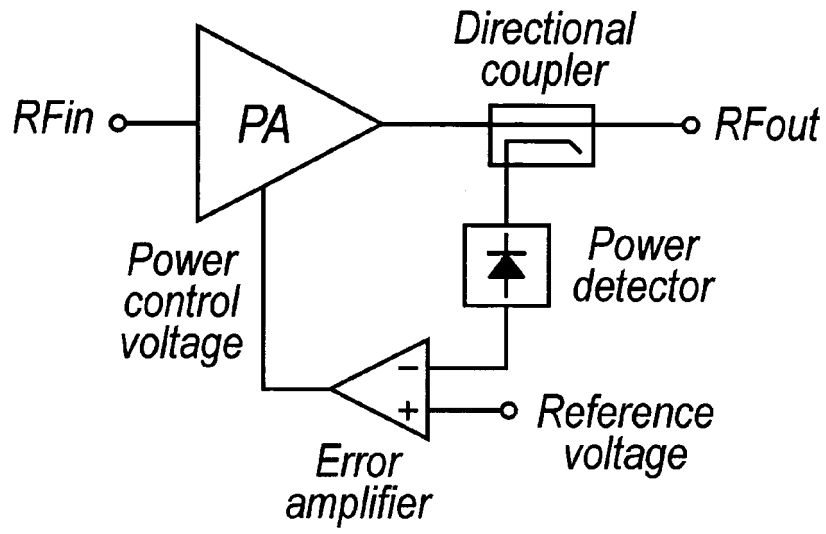 Directional
coupler
RFin
PA
RFout
Power
control
voltage
Power
detector
−
+
Reference
voltage
Error
amplifier